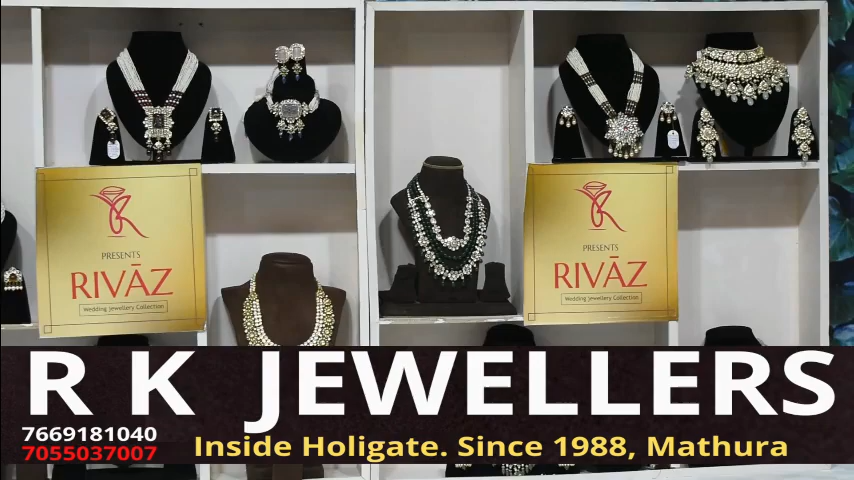 PRESENTS
RIVĀZ
Wedding Jewellery Collection
PRESENTS
RIVĀZ
Wedding Jewellery Collection
R K JEWELLERS
7669181040
7055037007
Inside Holigate. Since 1988, Mathura